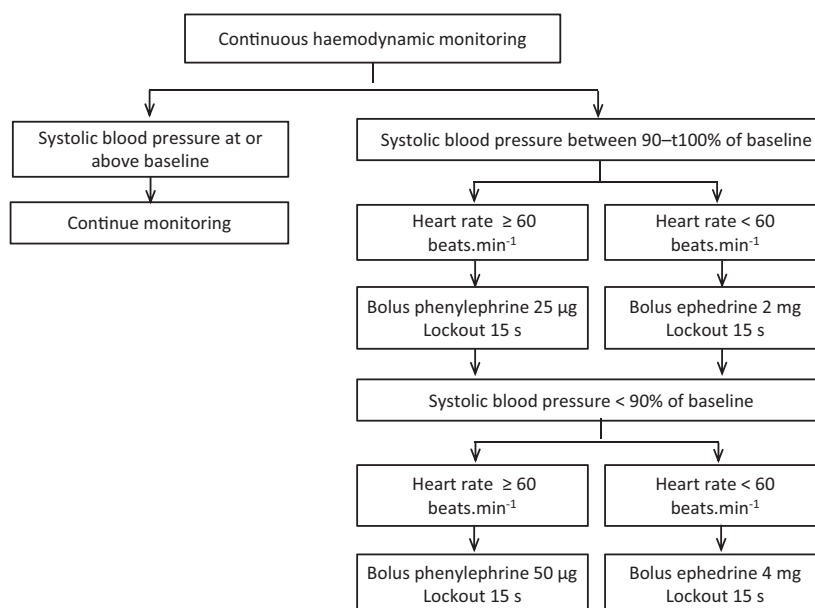 Continuous haemodynamic monitoring
Systolic blood pressure at or
above baseline
Systolic blood pressure between 90–t100% of baseline
Continue monitoring
Heart rate ≥ 60
beats.min⁻¹
Heart rate < 60
beats.min⁻¹
Bolus phenylephrine 25 µg
Lockout 15 s
Bolus ephedrine 2 mg
Lockout 15 s
Systolic blood pressure < 90% of baseline
Heart rate ≥ 60
beats.min⁻¹
Heart rate < 60
beats.min⁻¹
Bolus phenylephrine 50 µg
Lockout 15 s
Bolus ephedrine 4 mg
Lockout 15 s